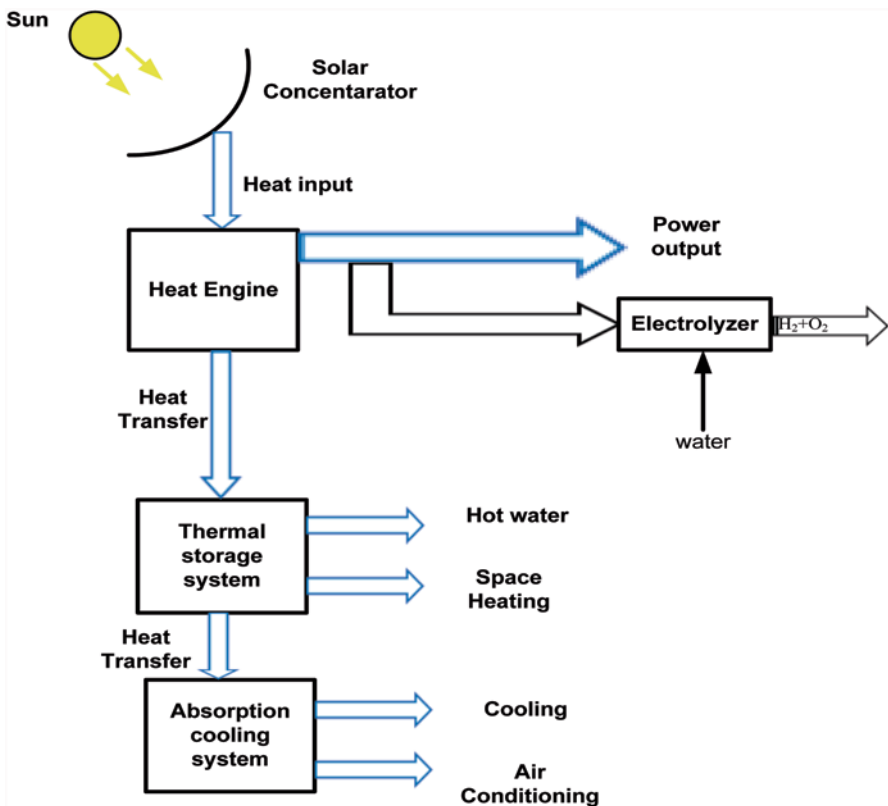 Sun
Solar
Concentarator
Heat input
Power
output
Heat Engine
Electrolyzer
H₂+O₂
Heat
Transfer
water
Hot water
Thermal
storage
system
Space
Heating
Heat
Transfer
Absorption
cooling
system
Cooling
Air
Conditioning